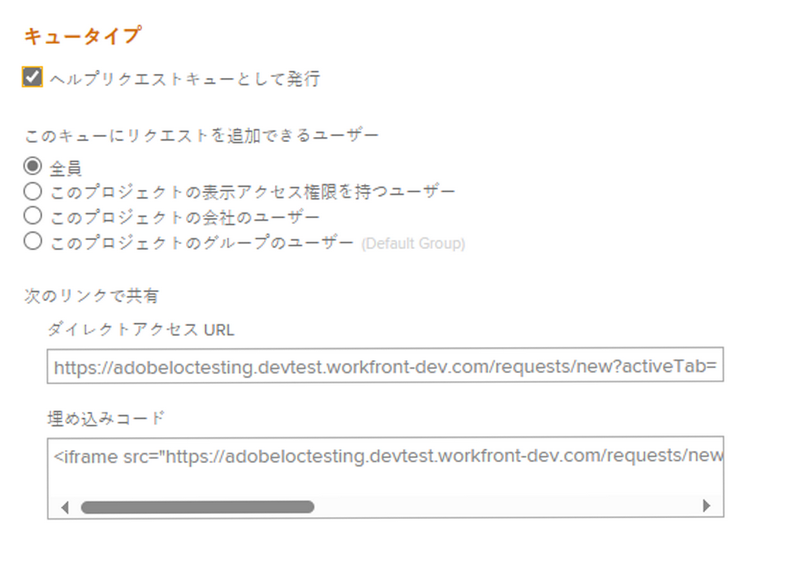 キュータイプ
ヘルプリクエストキューとして発行
このキューにリクエストを追加できるユーザー
全員
このプロジェクトの表示アクセス権限を持つユーザー
このプロジェクトの会社のユーザー
このプロジェクトのグループのユーザー (Default Group)
次のリンクで共有
ダイレクトアクセス URL
https://adobeloctesting.devtest.workfront-dev.com/requests/new?activeTab=
埋め込みコード
<iframe src="https://adobeloctesting.devtest.workfront-dev.com/requests/new